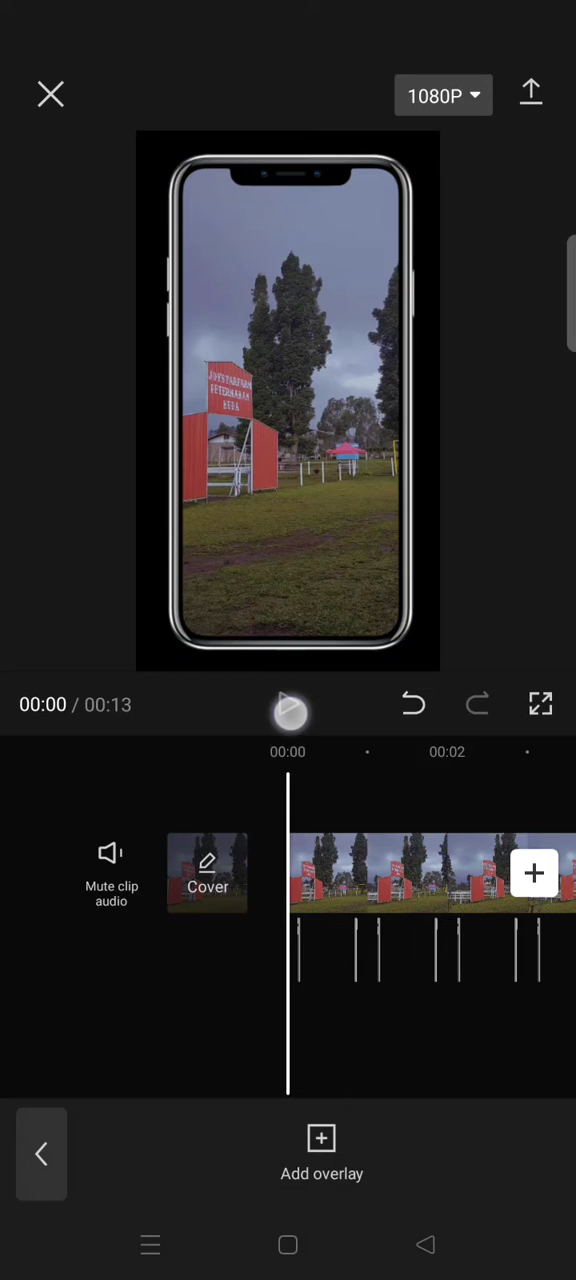 1080P
00:00 / 00:13
00:00
00:02
Mute clip
audio
Cover
Add overlay